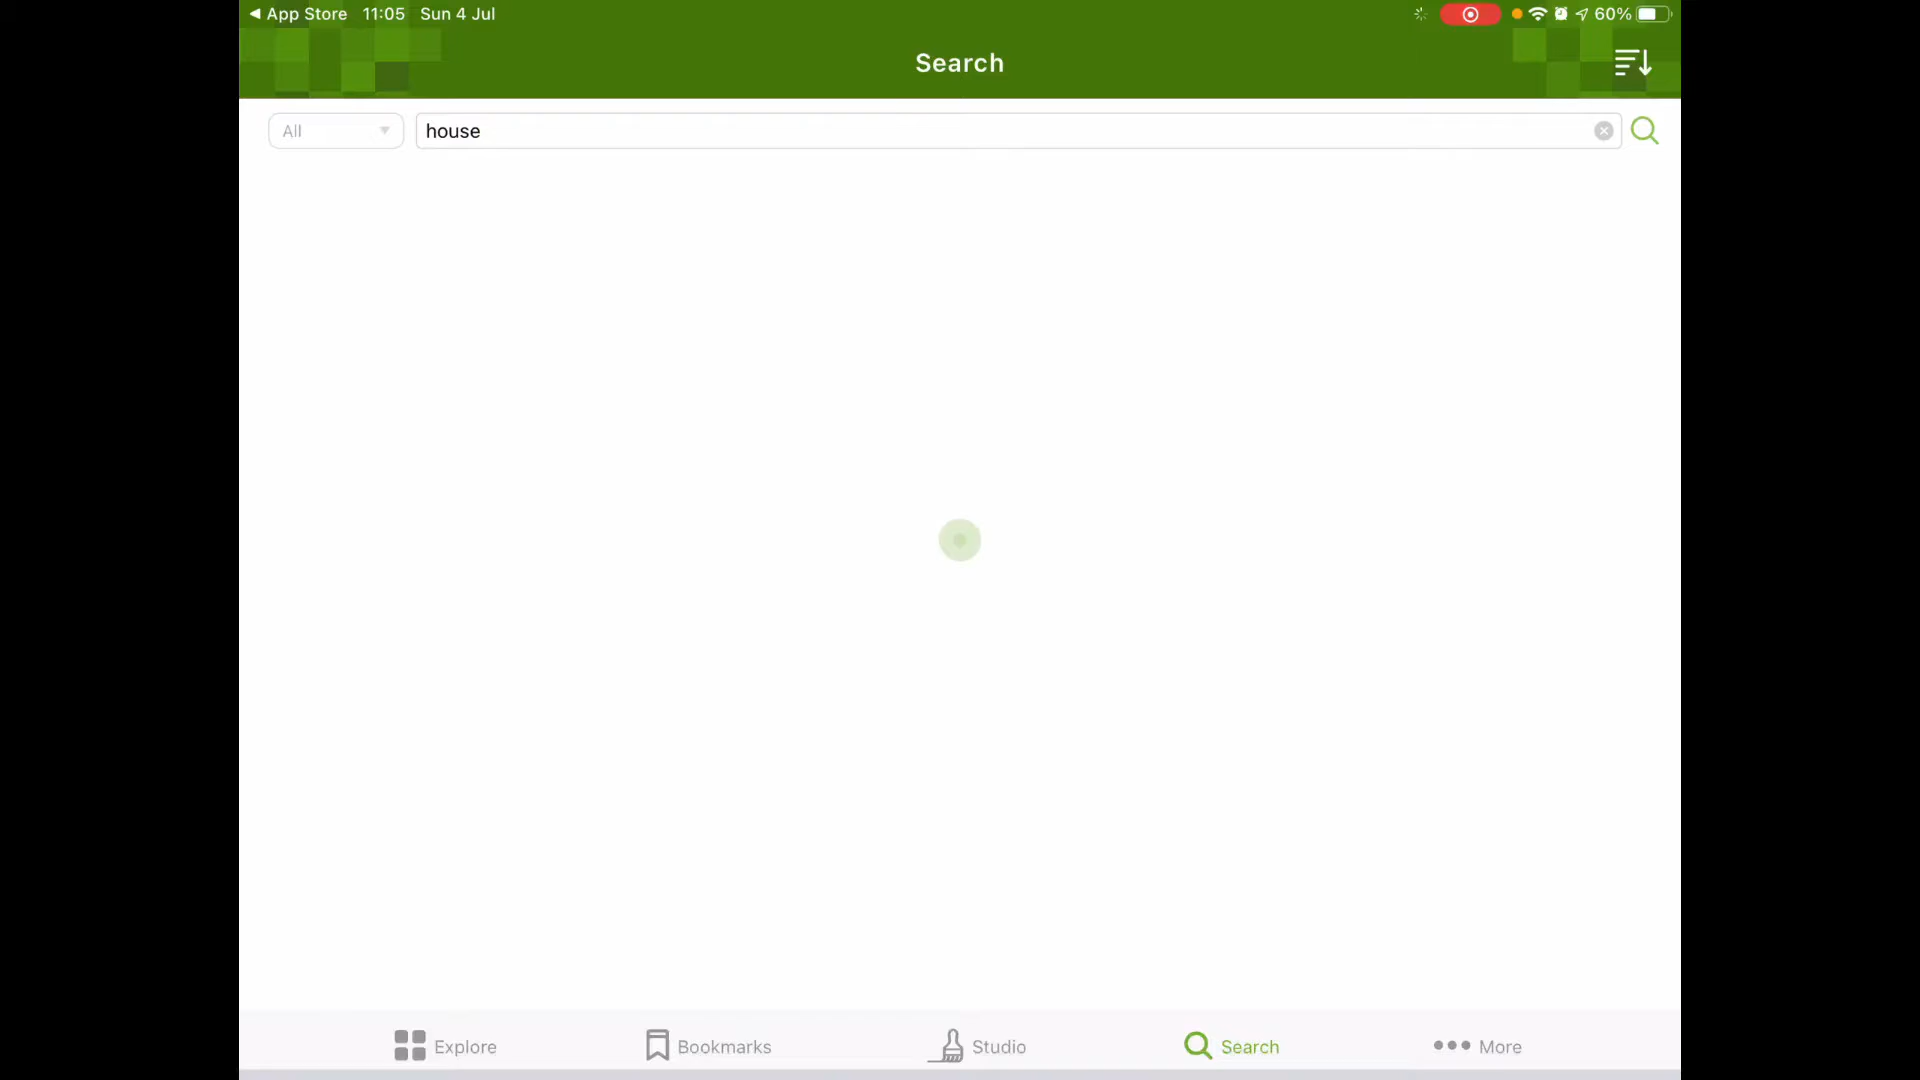 App Store 11:05 Sun 4 Jul
60%
Search
All
house
Explore
Bookmarks
Studio
Search
More